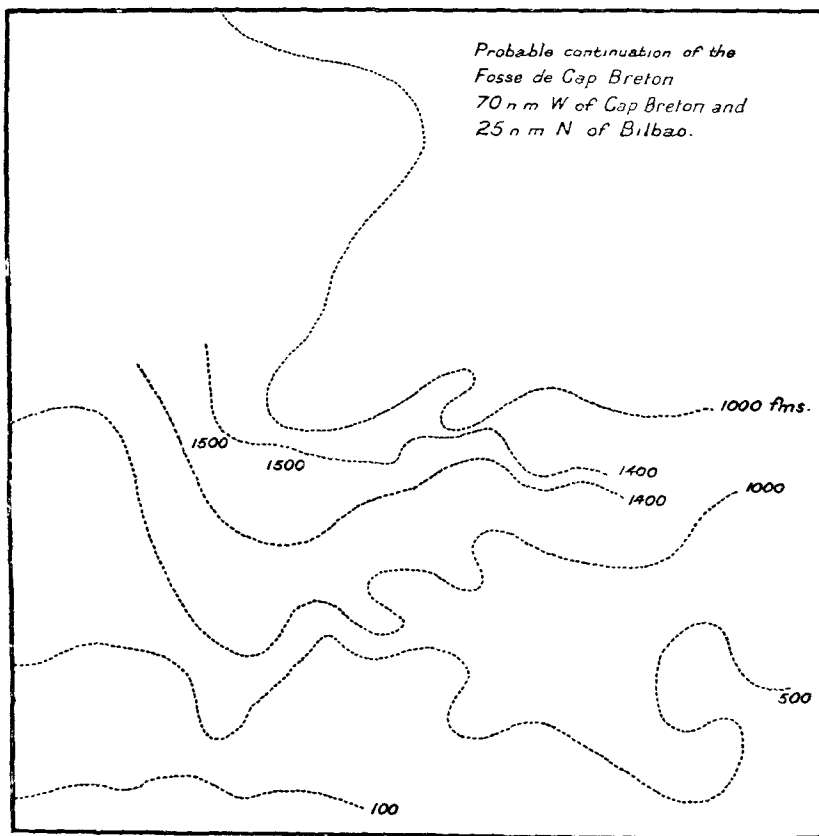 Probable continuation of the
Fosse de Cap Breton
70 n m W of Cap Breton and
25 n m N of Bilbao.
1000 fms.
1500
1500
1400
1400
1000
500
100